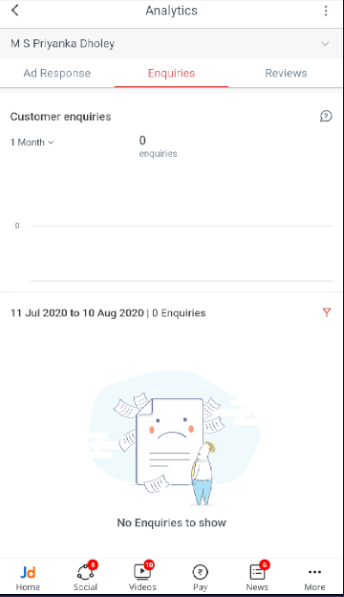 Analytics
M S Priyanka Dholey
Ad Response Enquiries Reviews
Customer enquiries
1 Month
0
enquiries
0
11 Jul 2020 to 10 Aug 2020 | 0 Enquiries
No Enquiries to show
8 10 ₹ 6
Jd
Home Social Videos Pay News More